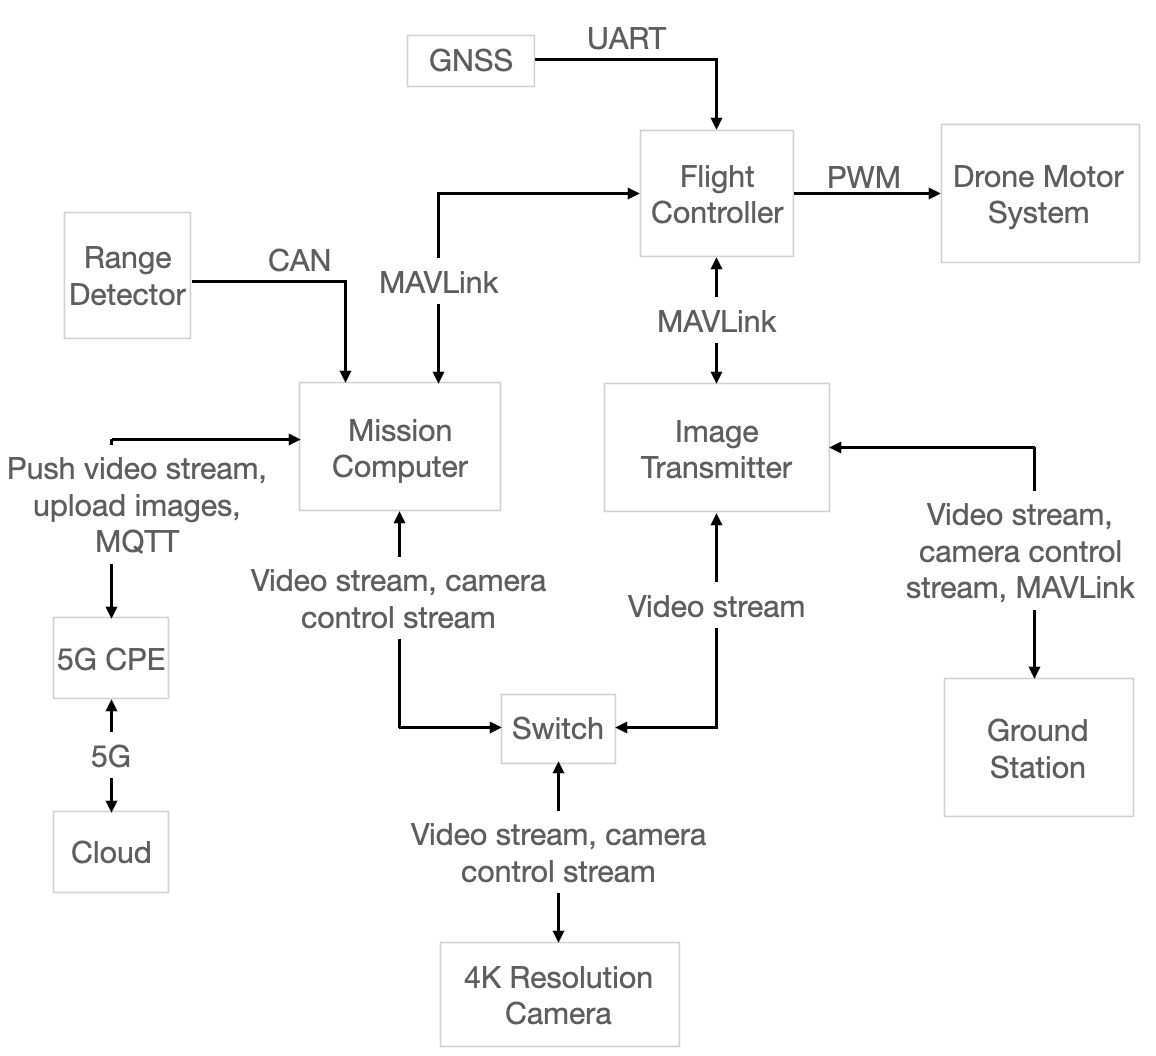 UART
GNSS
Flight
Controller
PWM
Drone Motor
System
Range
Detector
CAN
MAVLink
MAVLink
Mission
Computer
Image
Transmitter
Push video stream,
upload images,
MQTT
Video stream, camera
control stream
Video stream
Video stream,
camera control
stream, MAVLink
5G CPE
Switch
Ground
Station
5G
Cloud
Video stream, camera
control stream
4K Resolution
Camera